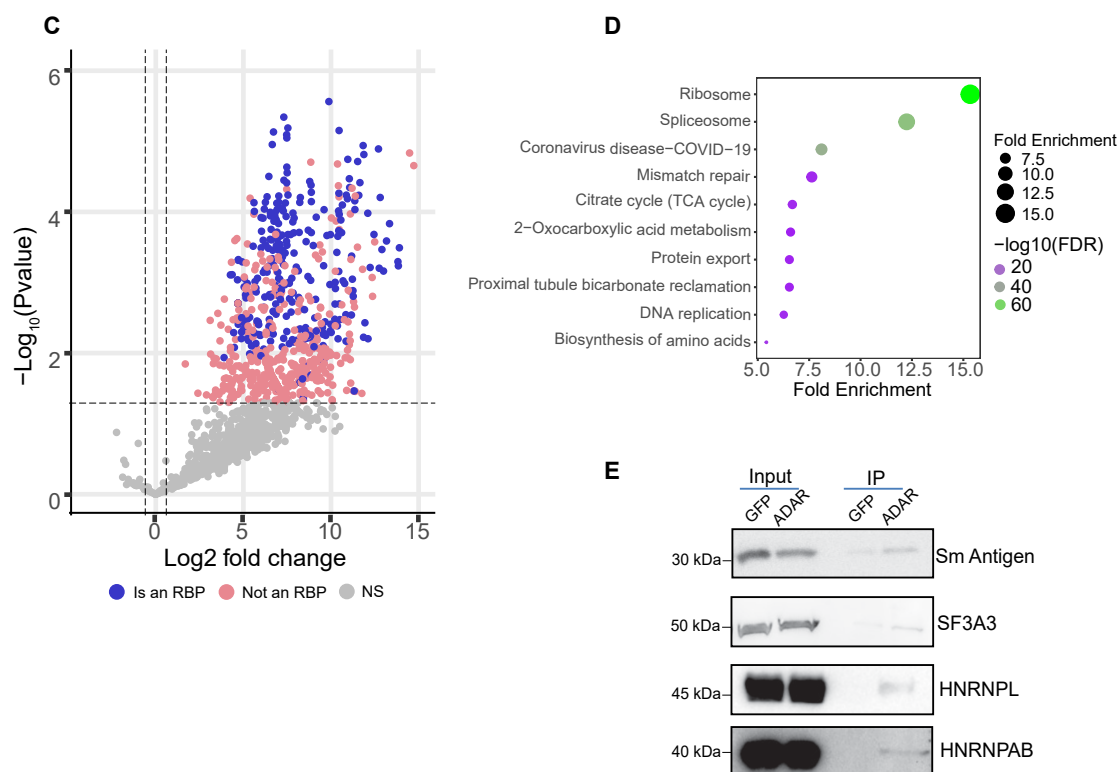 C
6
4
2
0
−Log10(Pvalue)
0 5 10 15
Log2 fold change
Is an RBP Not an RBP NS
D
Ribosome
Spliceosome
Coronavirus disease−COVID−19
Mismatch repair
Citrate cycle (TCA cycle)
2−Oxocarboxylic acid metabolism
Protein export
Proximal tubule bicarbonate reclamation
DNA replication
Biosynthesis of amino acids
5.0 7.5 10.0 12.5 15.0
Fold Enrichment
Fold Enrichment
7.5
10.0
12.5
15.0
−log10(FDR)
20
40
60
E
Input IP
GFP ADAR GFP ADAR
30 kDa Sm Antigen
50 kDa SF3A3
45 kDa HNRNPL
40 kDa HNRNPAB